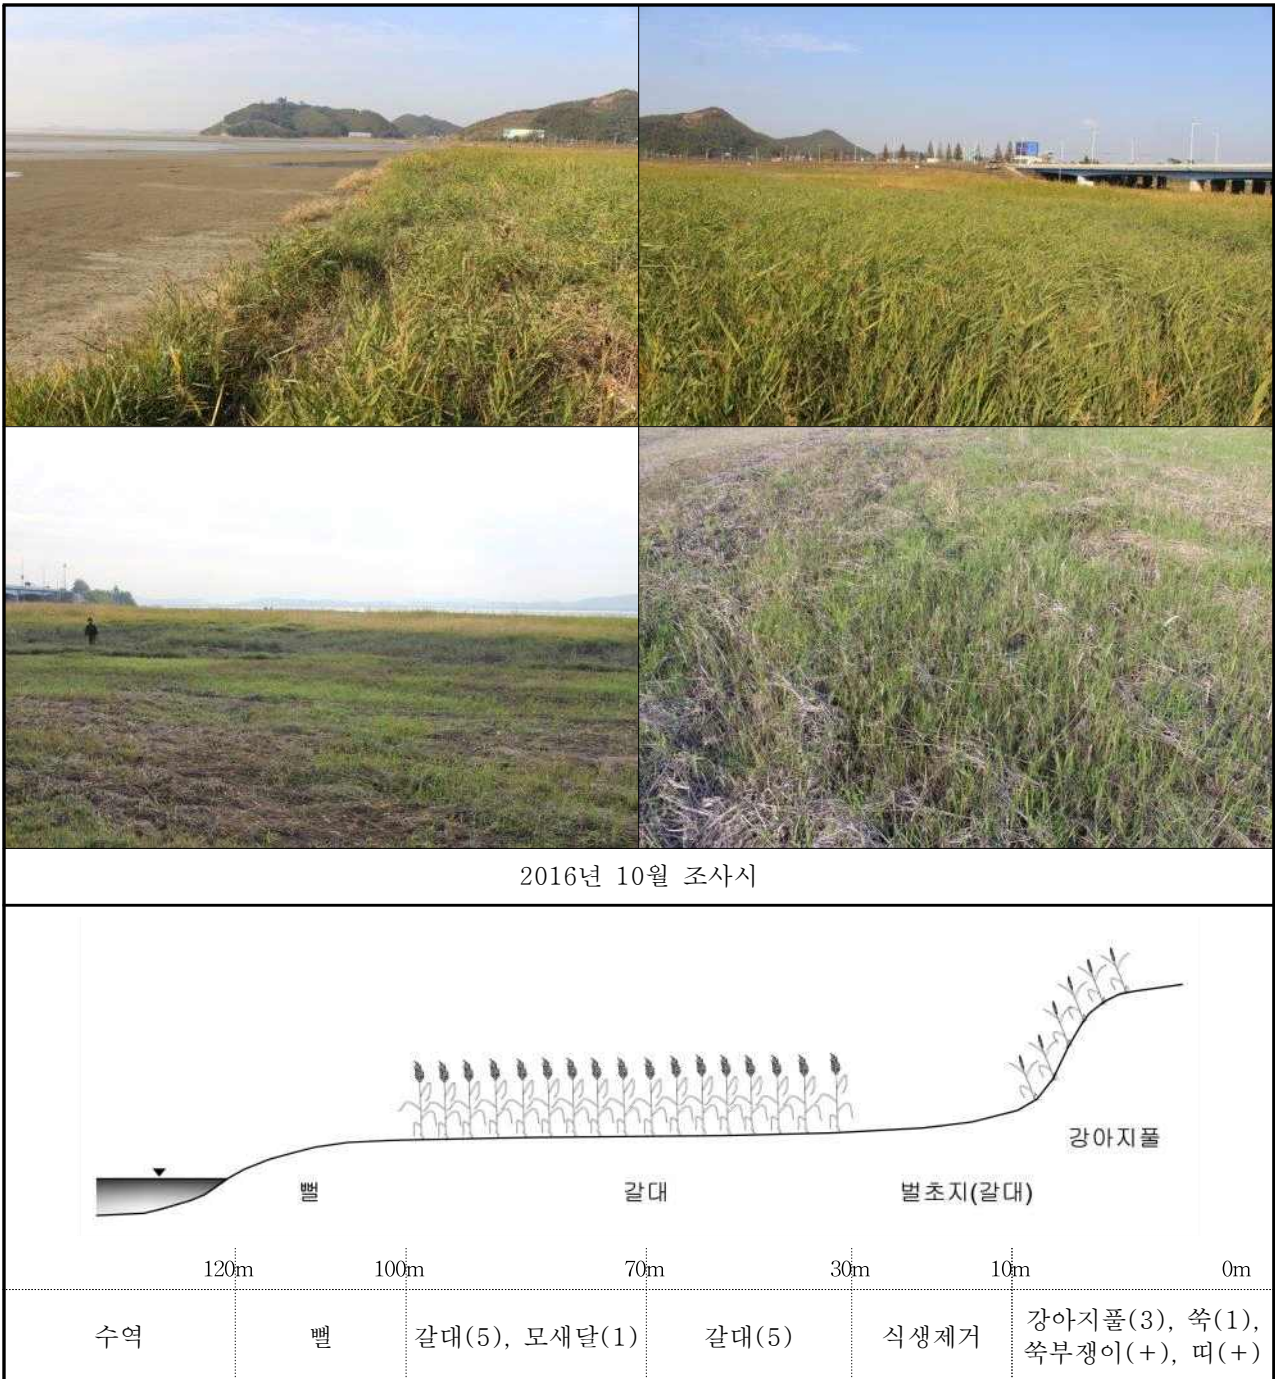 2016년 10월 조사시
강아지풀
뻘 갈대 벌초지(갈대)
120m 100m 70m 30m 10m 0m
수역 뻘 갈대(5), 모새달(1) 갈대(5) 식생제거 강아지풀(3), 쑥(1),
쑥부쟁이(+), 띠(+)